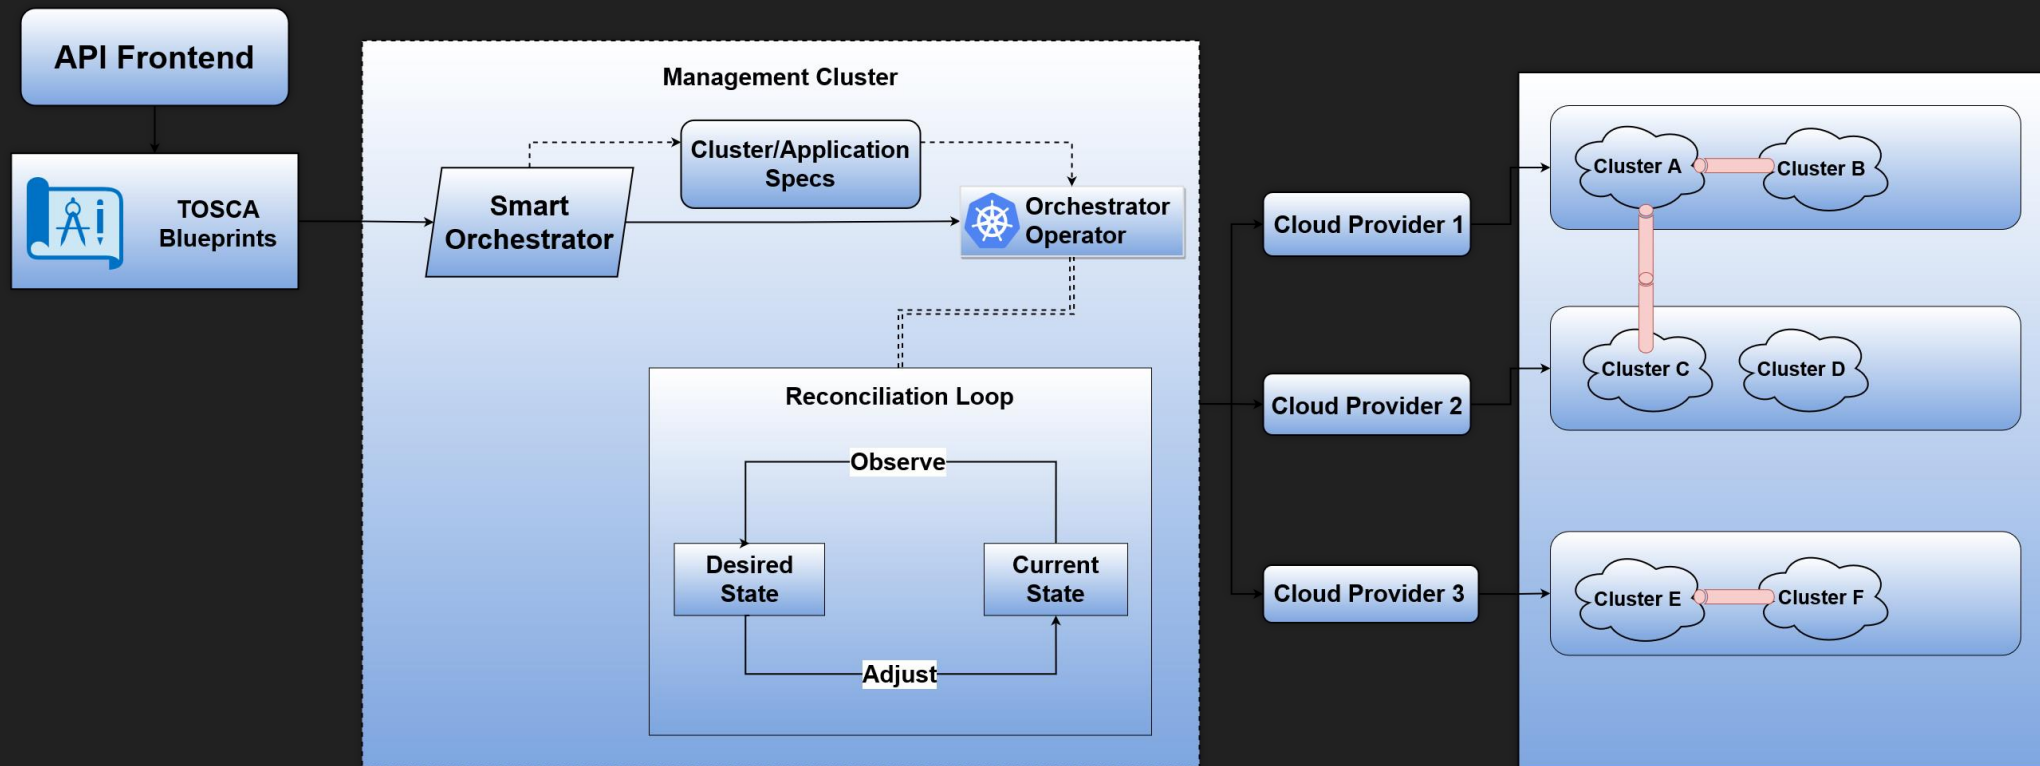 API Frontend
TOSCA
Blueprints
Management Cluster
Cluster/Application
Specs
Smart
Orchestrator
Orchestrator
Operator
Reconciliation Loop
Observe
Desired
State
Current
State
Adjust
Cloud Provider 1
Cloud Provider 2
Cloud Provider 3
Cluster A
Cluster B
Cluster C
Cluster D
Cluster E
Cluster F